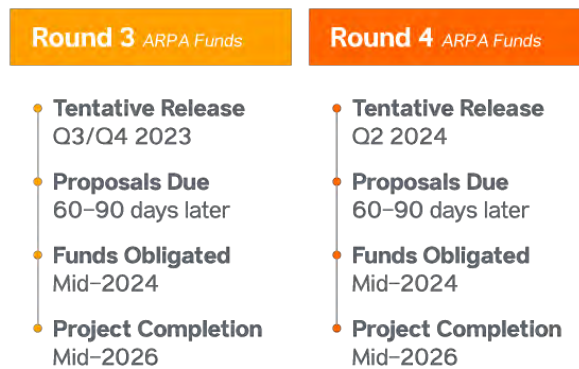 Round 3 ARPA Funds
Tentative Release
Q3/Q4 2023
Proposals Due
60–90 days later
Funds Obligated
Mid–2024
Project Completion
Mid–2026
Round 4 ARPA Funds
Tentative Release
Q2 2024
Proposals Due
60–90 days later
Funds Obligated
Mid–2024
Project Completion
Mid–2026